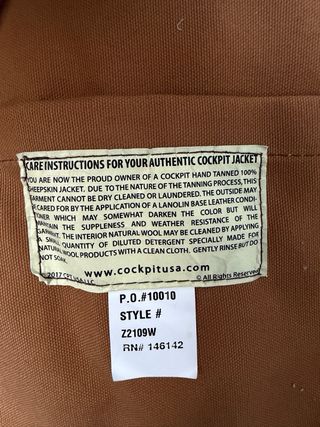 CARE INSTRUCTIONS FOR YOUR AUTHENTIC COCKPIT JACKET
YOU ARE NOW THE PROUD OWNER OF A COCKPIT HAND TANNED 100%
SHEEPSKIN JACKET. DUE TO THE NATURE OF THE TANNING PROCESS, THIS
GARMENT CANNOT BE DRY CLEANED OR LAUNDERED. THE OUTSIDE MAY
BE CARED FOR BY THE APPLICATION OF A LANOLIN BASE LEATHER CONDI-
TIONER WHICH MAY SOMEWHAT DARKEN THE COLOR BUT WILL
MAINTAIN THE SUPPLENESS AND WEATHER RESISTANCE OF THE
GARMENT. THE INTERIOR NATURAL WOOL MAY BE CLEANED BY APPLYING
A SMALL QUANTITY OF DILUTED DETERGENT SPECIALLY MADE FOR
NATURAL WOOL PRODUCTS WITH A CLEAN CLOTH. GENTLY RINSE BUT DO
NOT SOAK.
www.cockpitusa.com
© 2017 CPT USA LLC © All Rights Reserved
P.O.#10010
STYLE #
Z2109W
RN# 146142